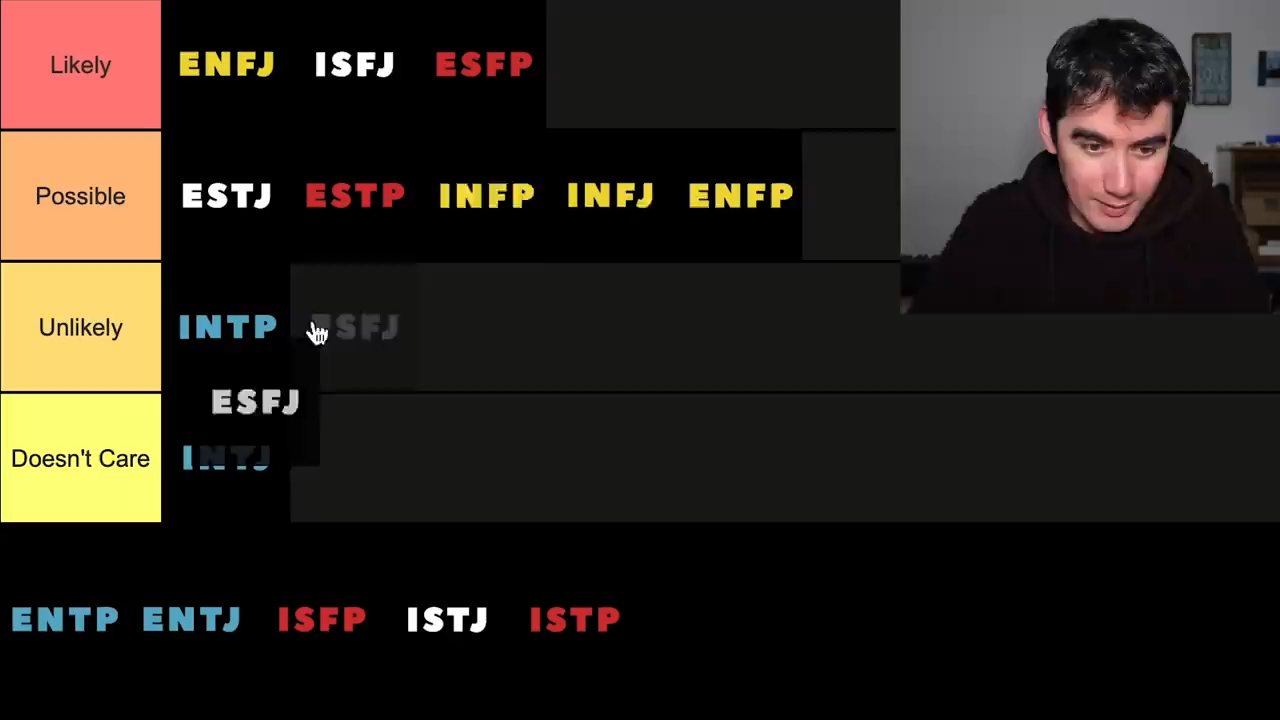 Likely ENFJ ISFJ ESFP
Possible ESTJ ESTP INFP INFJ ENFP
Unlikely INTP ESFJ
ESFJ
Doesn't Care INTJ
ENTP ENTJ ISFP ISTJ ISTP